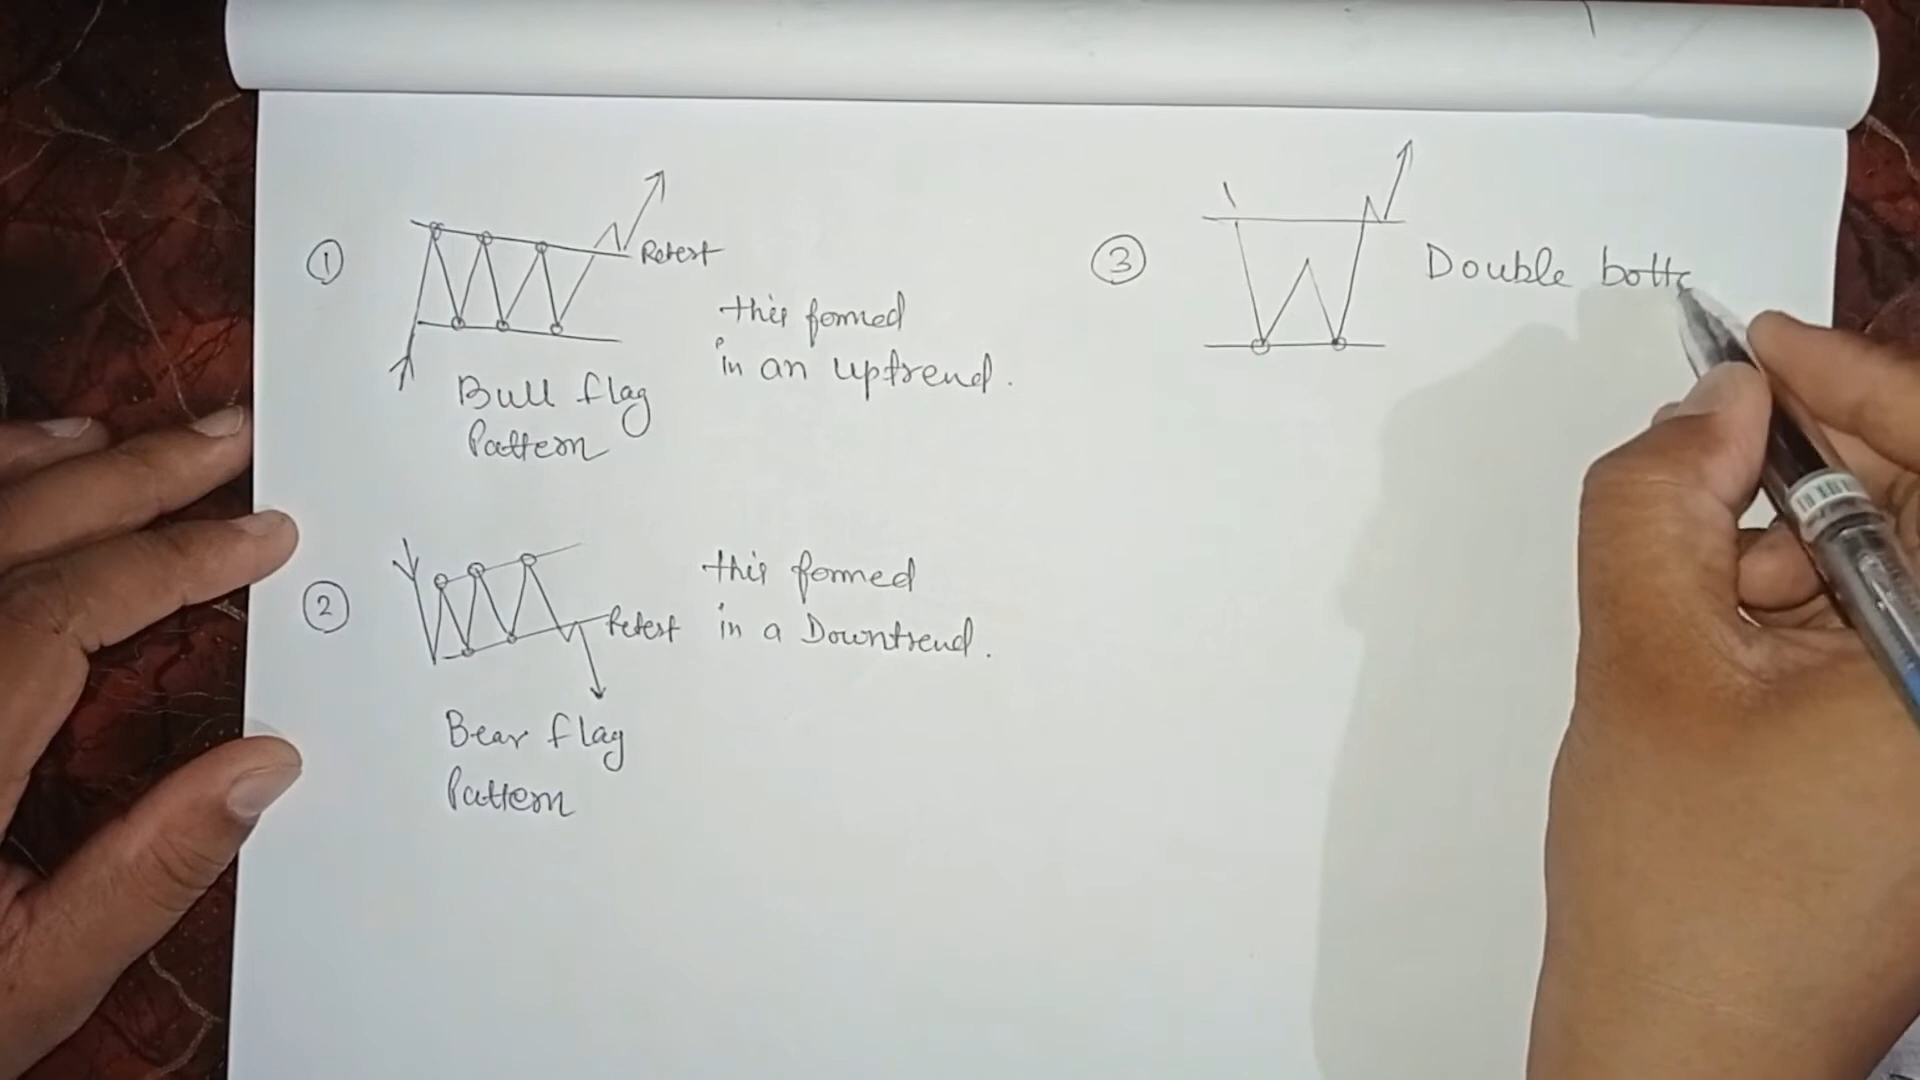 1
Retest
this formed
in an uptrend.
Bull flag
Pattern
2
this formed
Retest in a Downtrend.
Bear flag
Pattern
3
Double botto